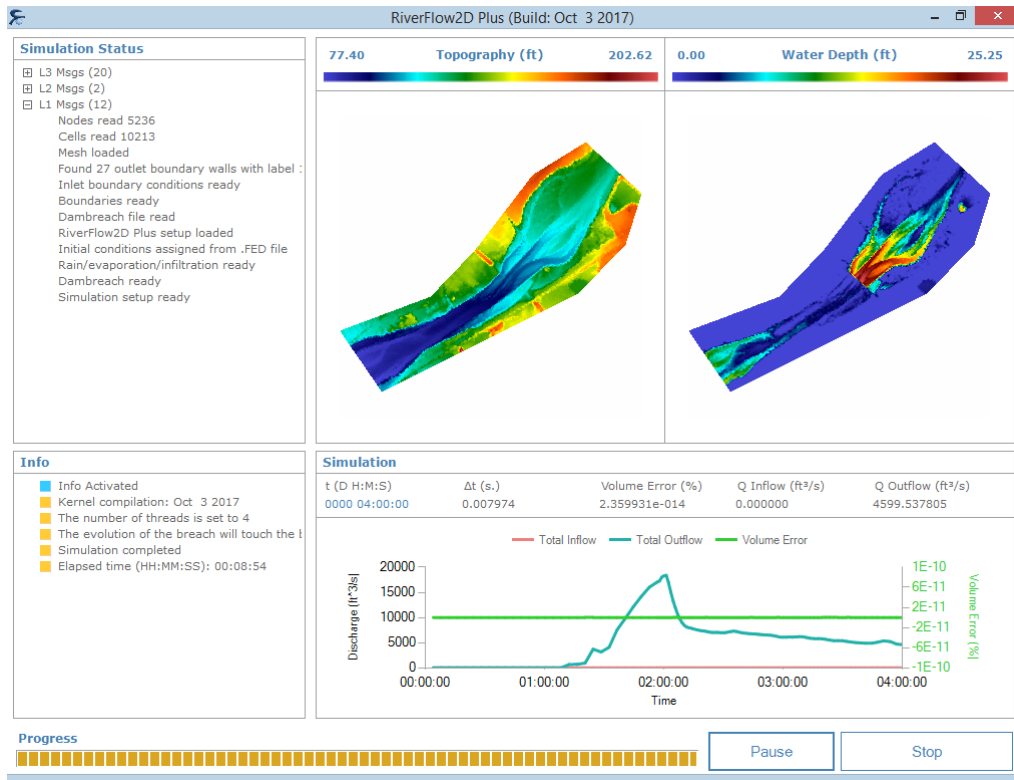 RiverFlow2D Plus (Build: Oct 3 2017)
Simulation Status
L3 Msgs (20)
L2 Msgs (2)
L1 Msgs (12)
Nodes read 5236
Cells read 10213
Mesh loaded
Found 27 outlet boundary walls with label
Inlet boundary conditions ready
Boundaries ready
Dambreach file read
RiverFlow2D Plus setup loaded
Initial conditions assigned from .FED file
Rain/evaporation/infiltration ready
Dambreach ready
Simulation setup ready
77.40 Topography (ft) 202.62
0.00 Water Depth (ft) 25.25
Info
Info Activated
Kernel compilation: Oct 3 2017
The number of threads is set to 4
The evolution of the breach will touch the
Simulation completed
Elapsed time (HH:MM:SS): 00:08:54
Simulation
t (D H:M:S) Δt (s.) Volume Error (%) Q Inflow (ft³/s) Q Outflow (ft³/s)
0000 04:00:00 0.007974 2.359931e-014 0.000000 4599.537805
Total Inflow Total Outflow Volume Error
Discharge (ft^3/s|
20000
15000
10000
5000
0
1E-10
6E-11
2E-11
-2E-11
-6E-11
-1E-10
Volume Error (%|
00:00:00 01:00:00 02:00:00 03:00:00 04:00:00
Time
Progress
Pause
Stop